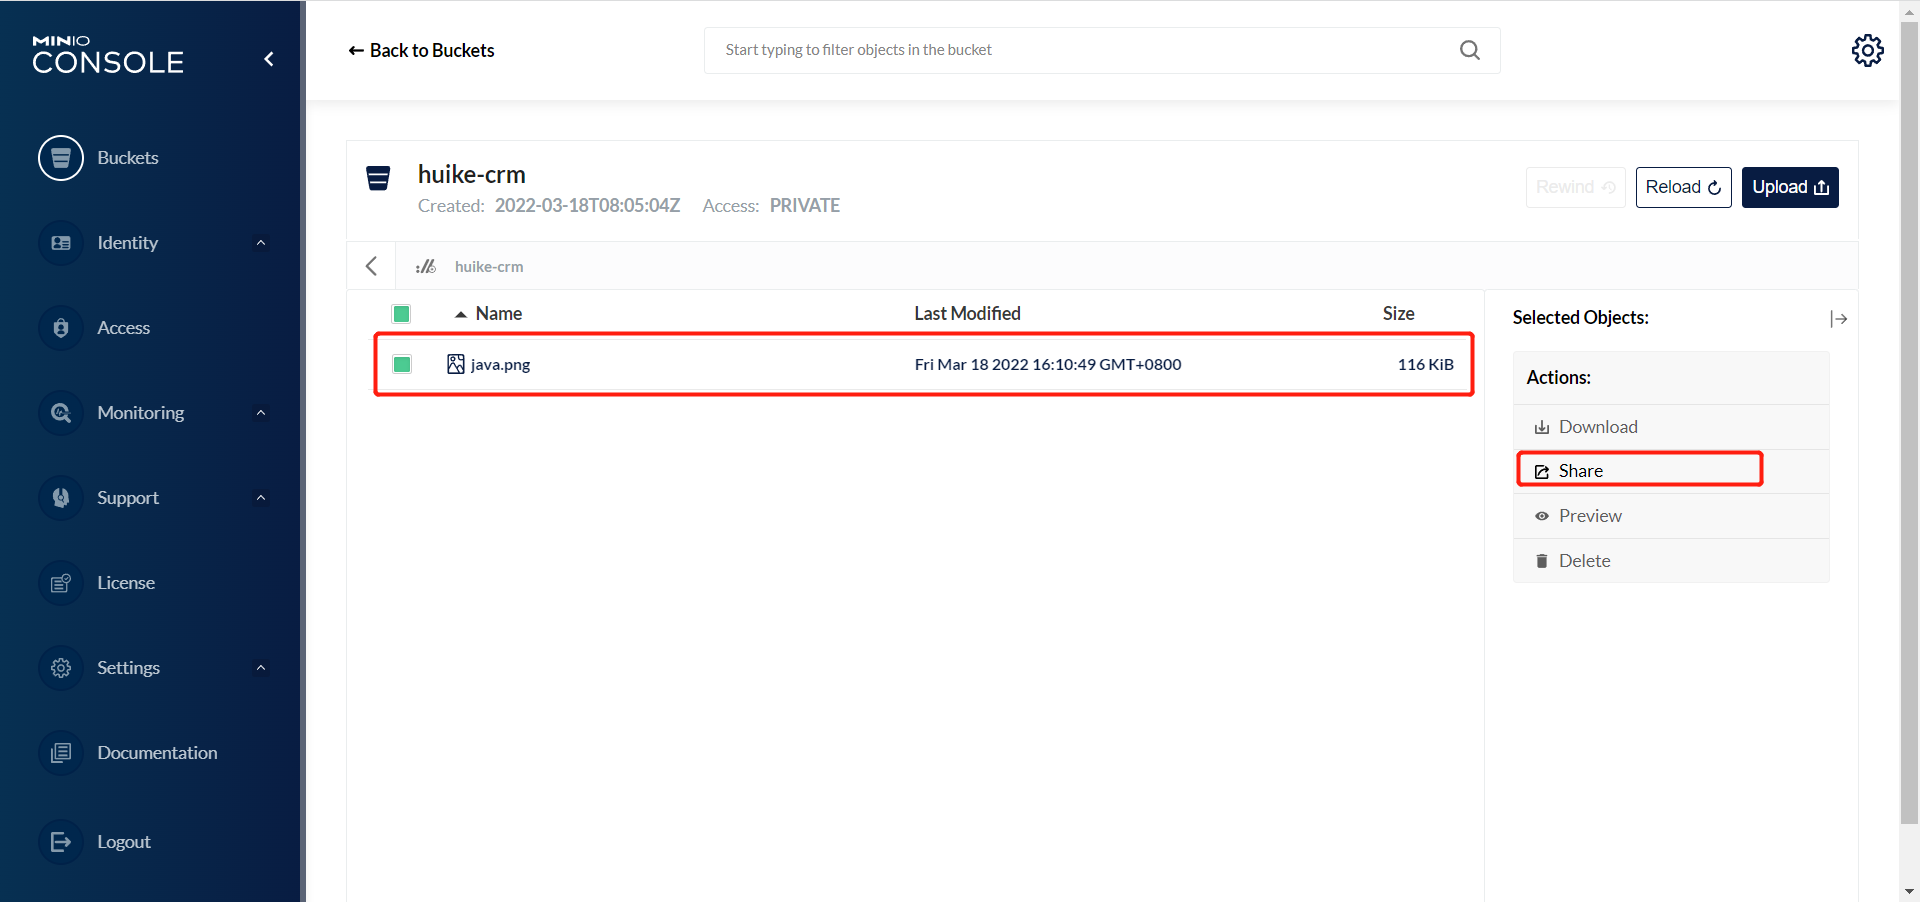 MINIO
CONSOLE
Buckets
Identity
Access
Monitoring
Support
License
Settings
Documentation
Logout
Back to Buckets
Start typing to filter objects in the bucket
huike-crm
Created: 2022-03-18T08:05:04Z Access: PRIVATE
Rewind
Reload
Upload
huike-crm
Name Last Modified Size
java.png Fri Mar 18 2022 16:10:49 GMT+0800 116 KiB
Selected Objects:
Actions:
Download
Share
Preview
Delete